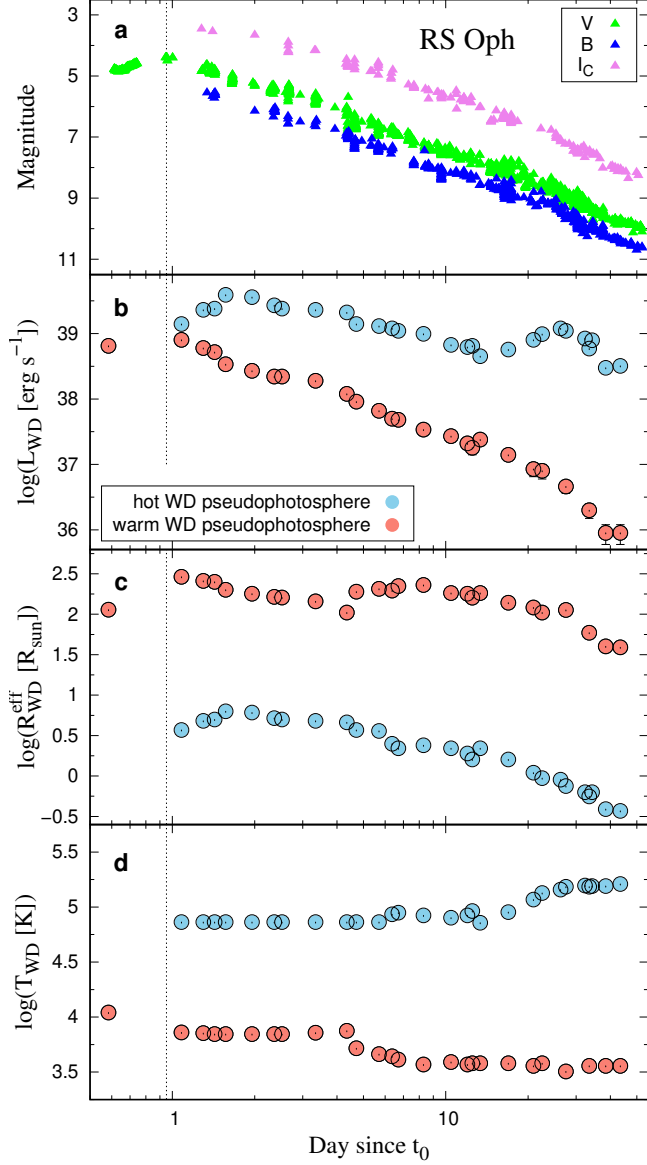 a
RS Oph
V
B
I_C
Magnitude
3
5
7
9
11
b
log(L_WD [erg s⁻¹])
39
38
37
36
hot WD pseudophotosphere
warm WD pseudophotosphere
c
log(R_WD^eff [R_sun])
2.5
2
1.5
1
0.5
0
−0.5
d
log(T_WD [K])
5.5
5
4.5
4
3.5
1
10
Day since t_0